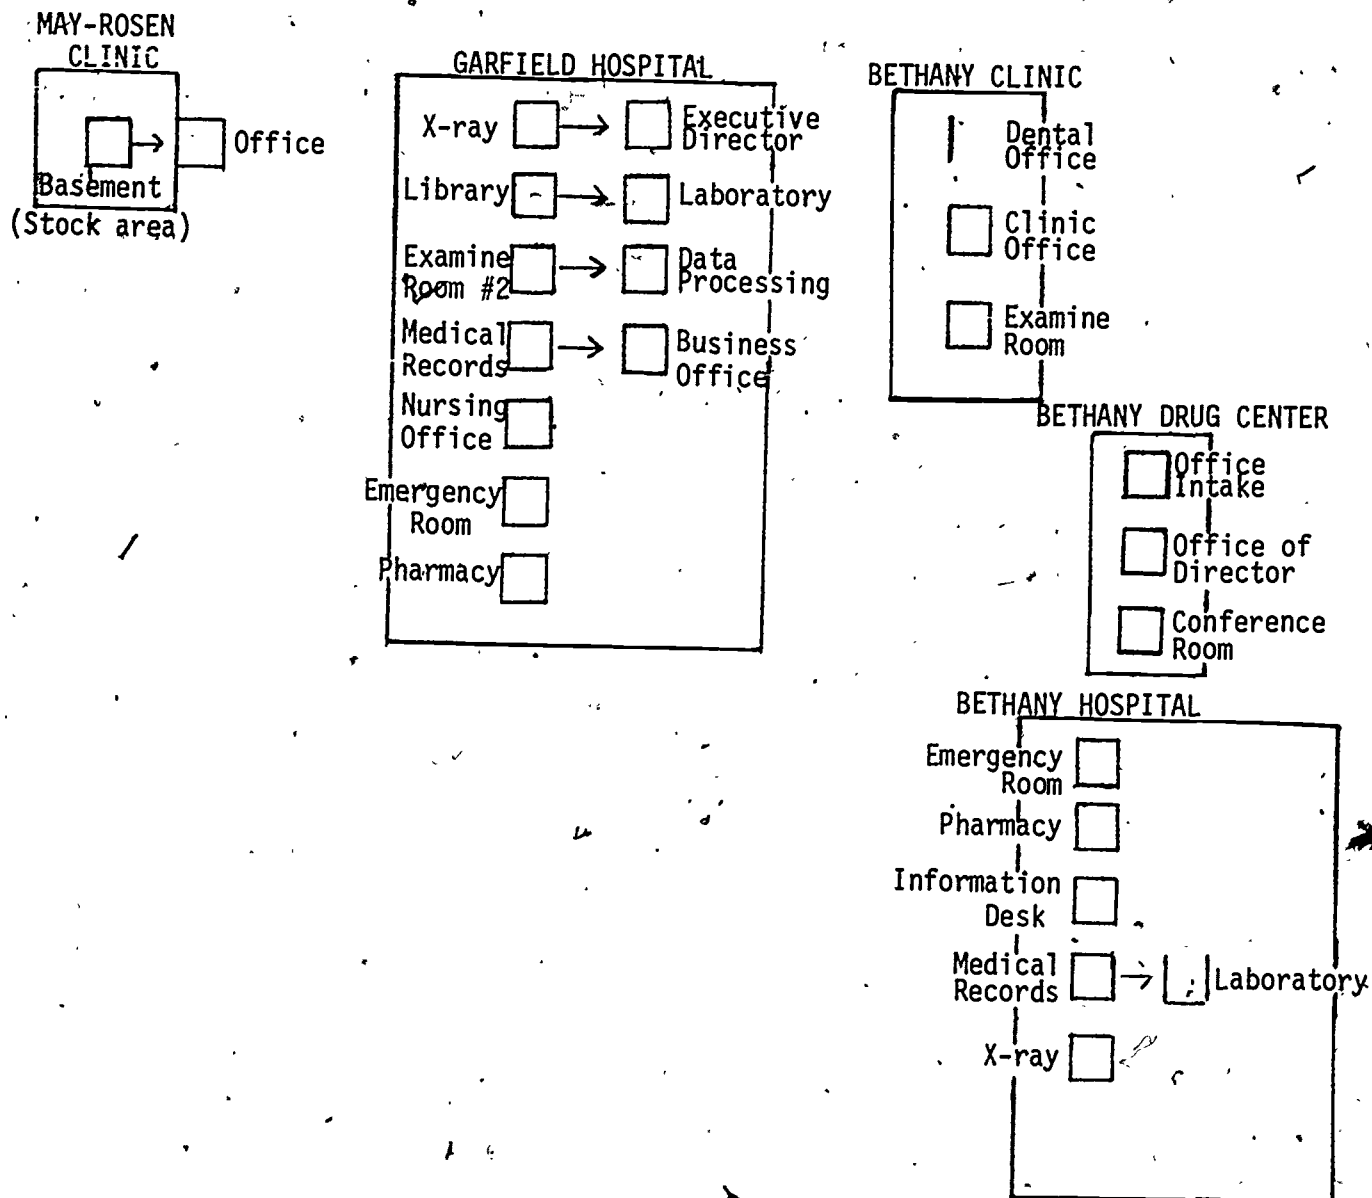 MAY-ROSEN
CLINIC
Office
Basement
(Stock area)
GARFIELD HOSPITAL
X-ray
Executive
Director
Library
Laboratory
Examine
Room #2
Data
Processing
Medical
Records
Business
Office
Nursing
Office
Emergency
Room
Pharmacy
BETHANY CLINIC
Dental
Office
Clinic
Office
Examine
Room
BETHANY DRUG CENTER
Office
Intake
Office of
Director
Conference
Room
BETHANY HOSPITAL
Emergency
Room
Pharmacy
Information
Desk
Medical
Records
Laboratory
X-ray